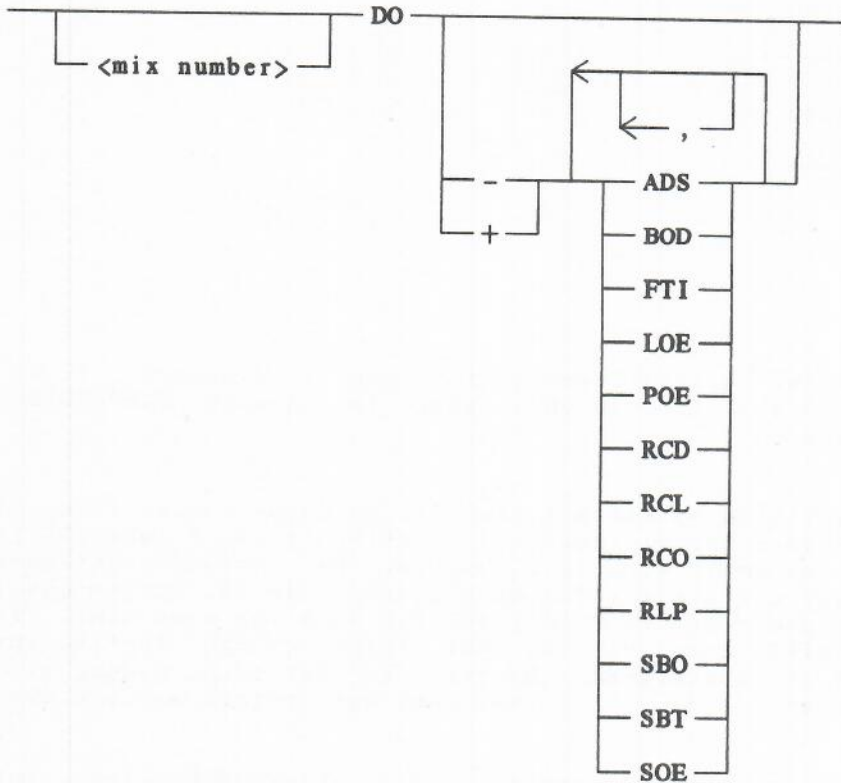 DO
<mix number>
,
- ADS
+ BOD
FTI
LOE
POE
RCD
RCL
RCO
RLP
SBO
SBT
SOE